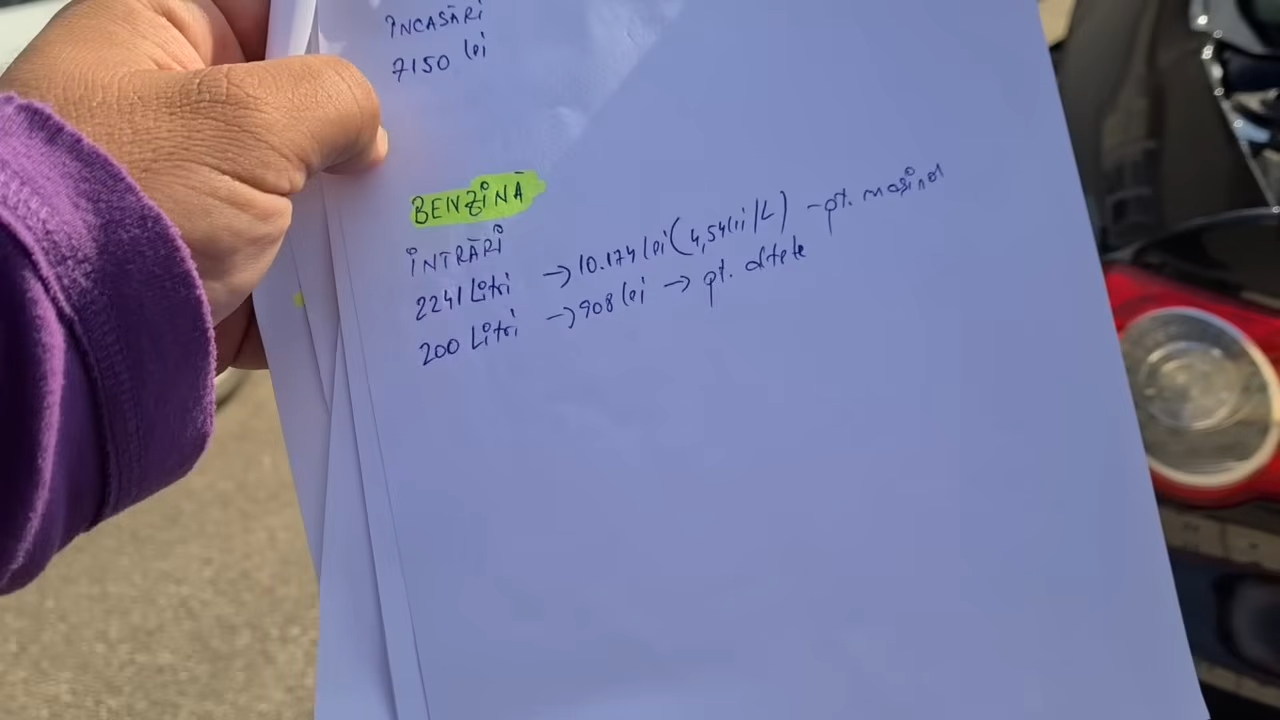 ÎNCASĂRI
7150 lei
BENZINĂ
INTRĂRI
2241 Litri → 10.174 lei (4,54 lei/L) - pt. mașină
200 Litri → 908 lei → pt. altele